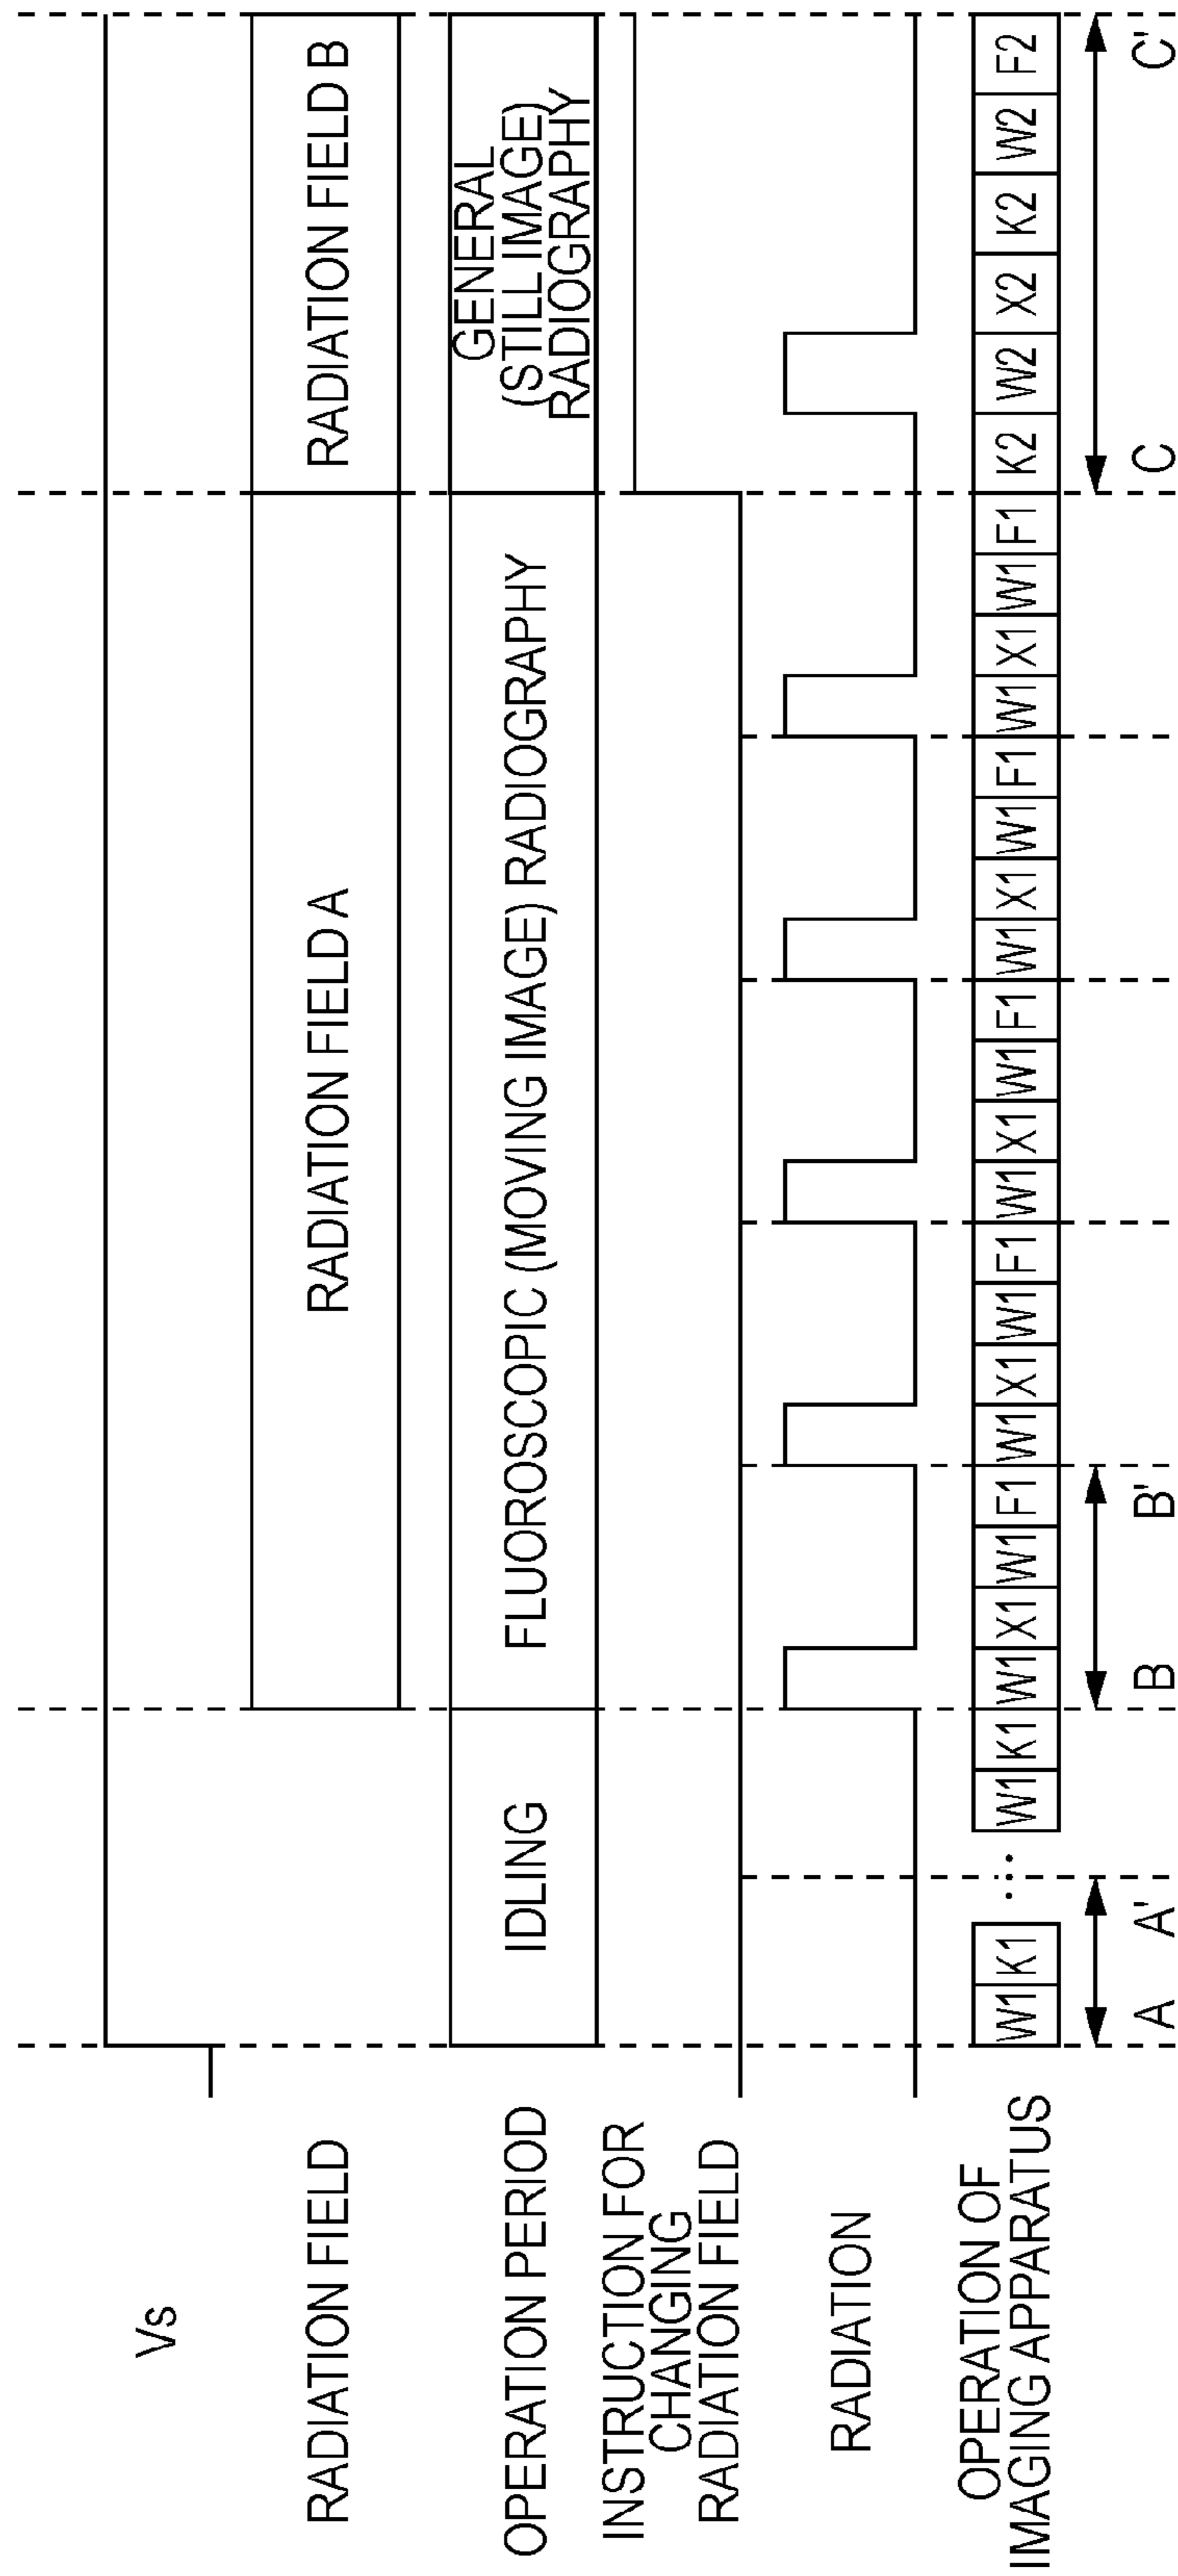 Vs
RADIATION FIELD
RADIATION FIELD A
RADIATION FIELD B
OPERATION PERIOD
IDLING
FLUOROSCOPIC (MOVING IMAGE) RADIOGRAPHY
GENERAL
(STILL IMAGE)
RADIOGRAPHY
INSTRUCTION FOR
CHANGING
RADIATION FIELD
RADIATION
OPERATION OF
IMAGING APPARATUS
W1 K1 ... W1 K1 W1 X1 W1 F1 W1 X1 W1 F1 W1 X1 W1 F1 W1 X1 W1 F1 W1 X1 W1 F1 K2 W2 X2 K2 W2 F2
A A' B B' C C'